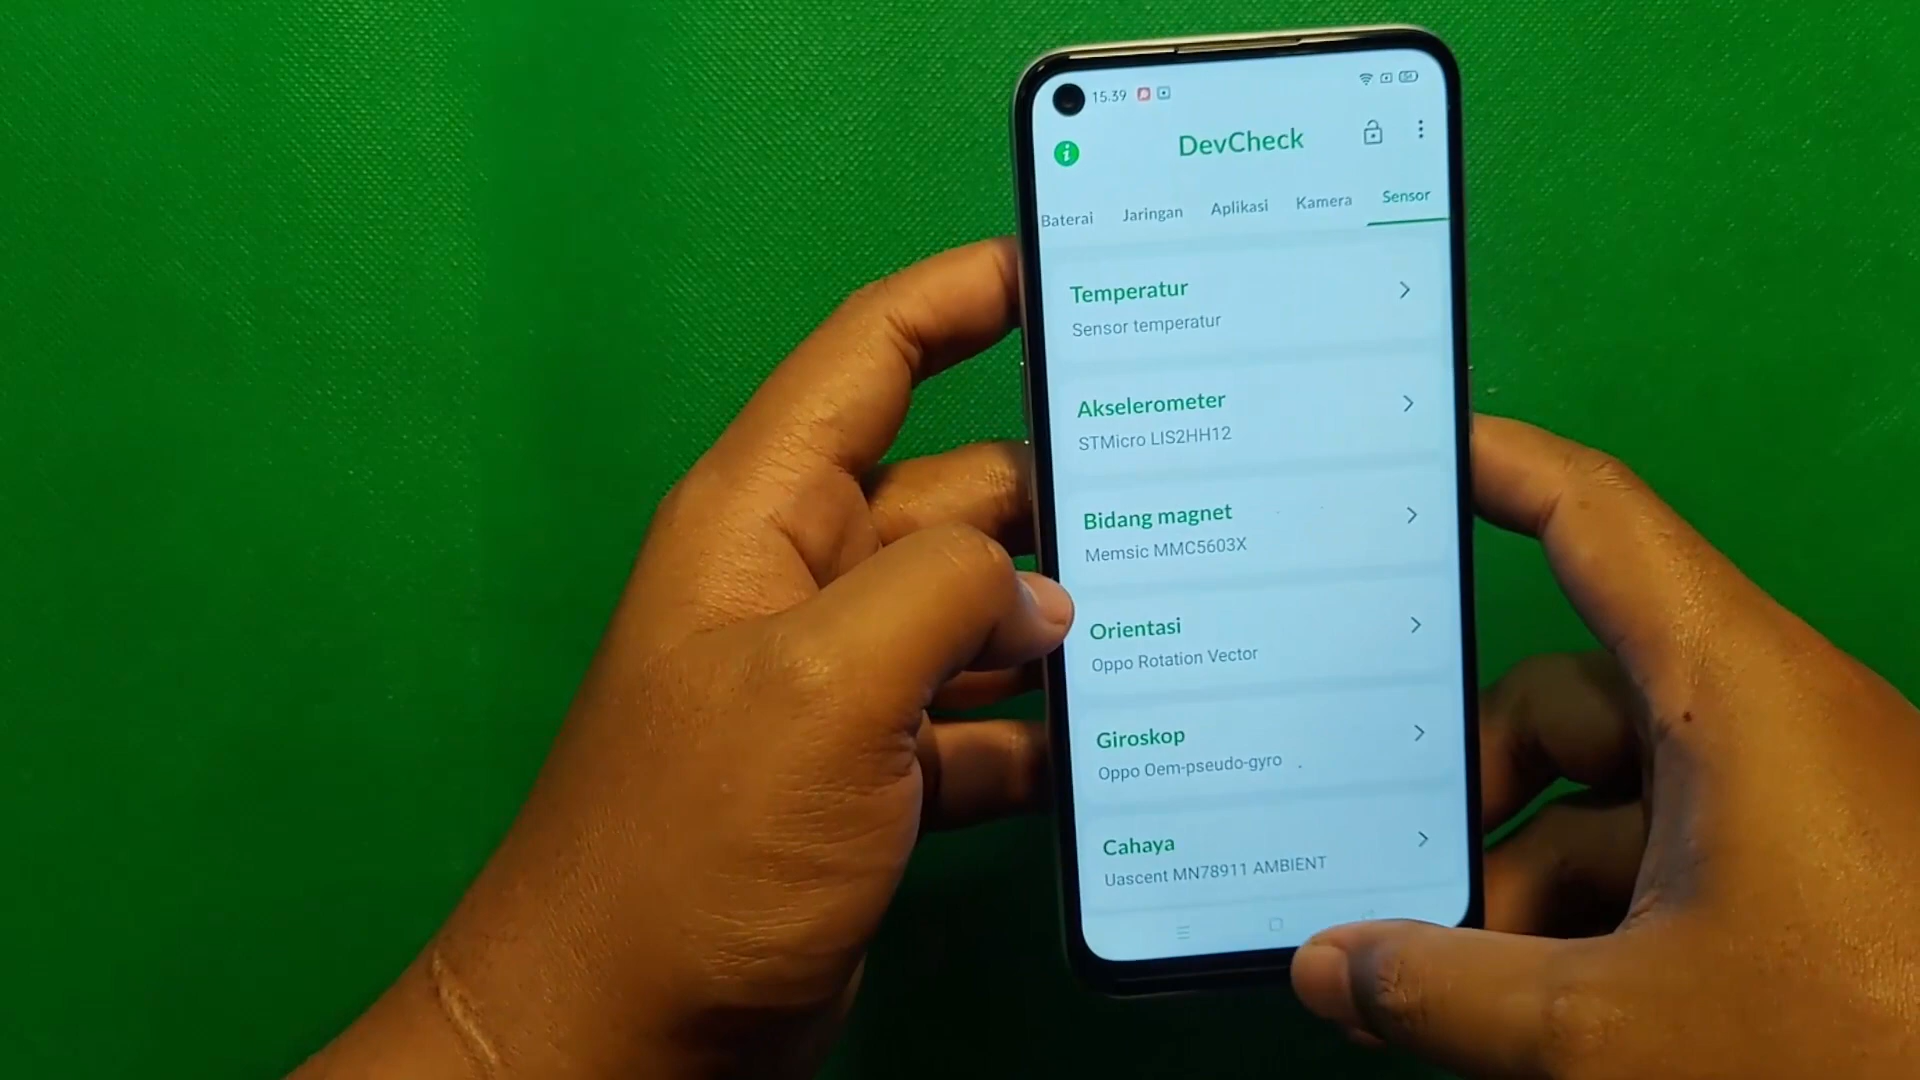 15.39
DevCheck
Baterai Jaringan Aplikasi Kamera Sensor
Temperatur
Sensor temperatur
Akselerometer
STMicro LIS2HH12
Bidang magnet
Memsic MMC5603X
Orientasi
Oppo Rotation Vector
Giroskop
Oppo Oem-pseudo-gyro
Cahaya
Uascent MN78911 AMBIENT